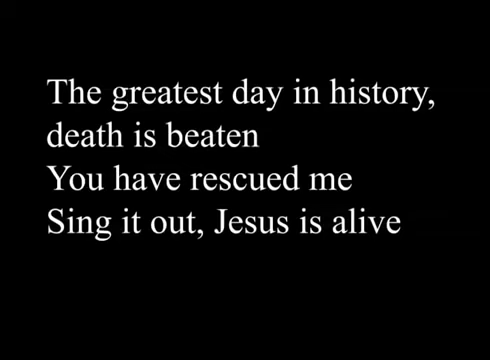 The greatest day in history,
death is beaten
You have rescued me
Sing it out, Jesus is alive